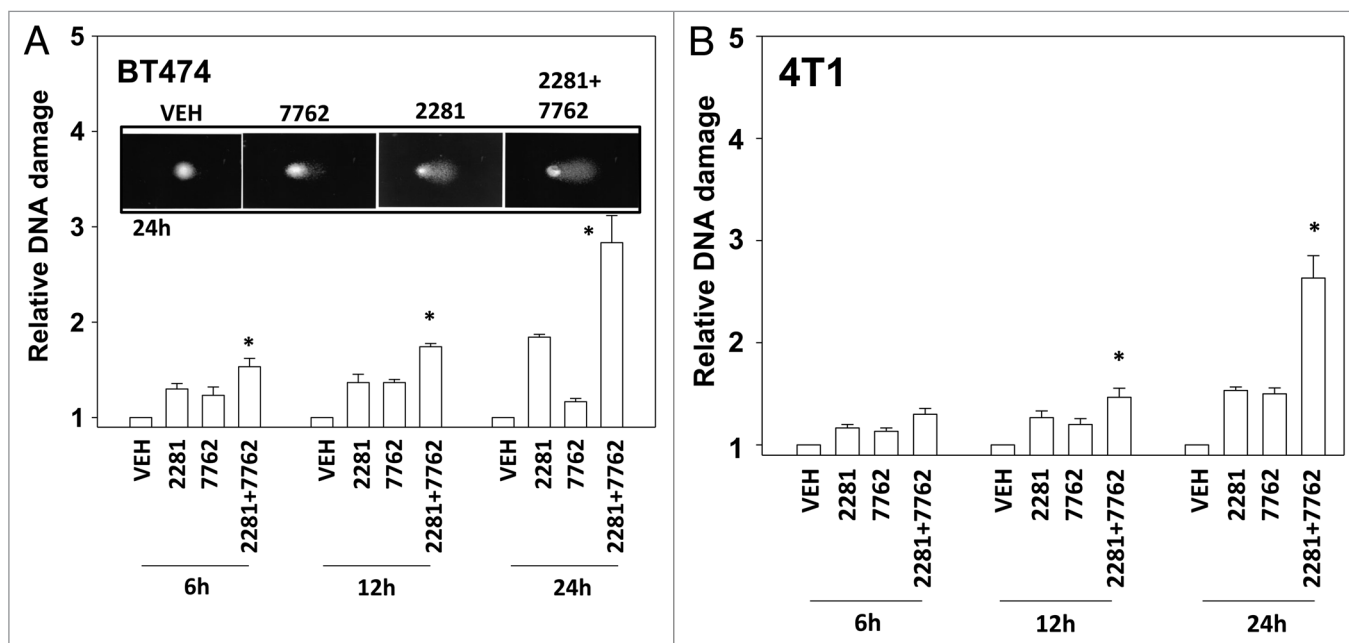 A
BT474
2281+
VEH 7762 2281 7762
24h
Relative DNA damage
5
4
3
2
1
*
*
*
VEH
2281
7762
2281+7762
VEH
2281
7762
2281+7762
VEH
2281
7762
2281+7762
6h 12h 24h
B
4T1
Relative DNA damage
5
4
3
2
1
*
*
VEH
2281
7762
2281+7762
VEH
2281
7762
2281+7762
VEH
2281
7762
2281+7762
6h 12h 24h